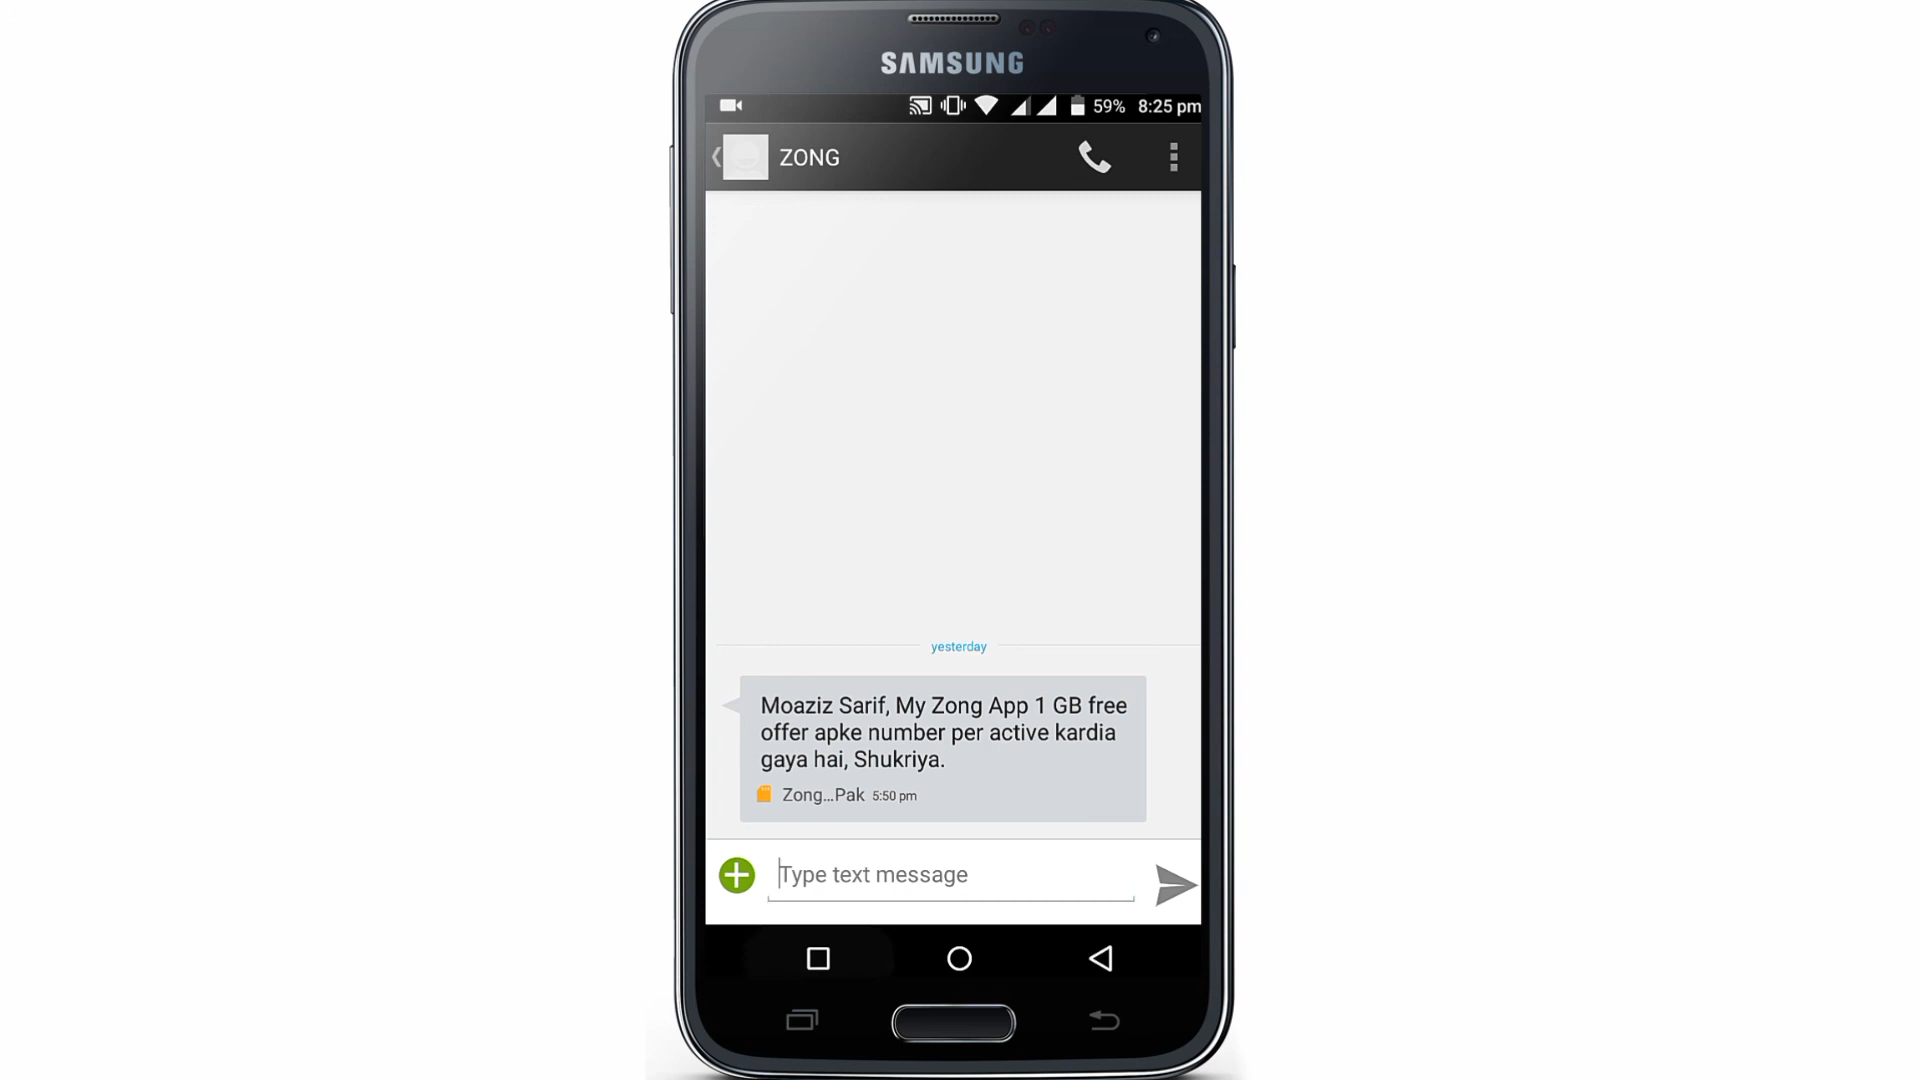 SAMSUNG
59% 8:25 pm
ZONG
yesterday
Moaziz Sarif, My Zong App 1 GB free
offer apke number per active kardia
gaya hai, Shukriya.
Zong...Pak 5:50 pm
Type text message